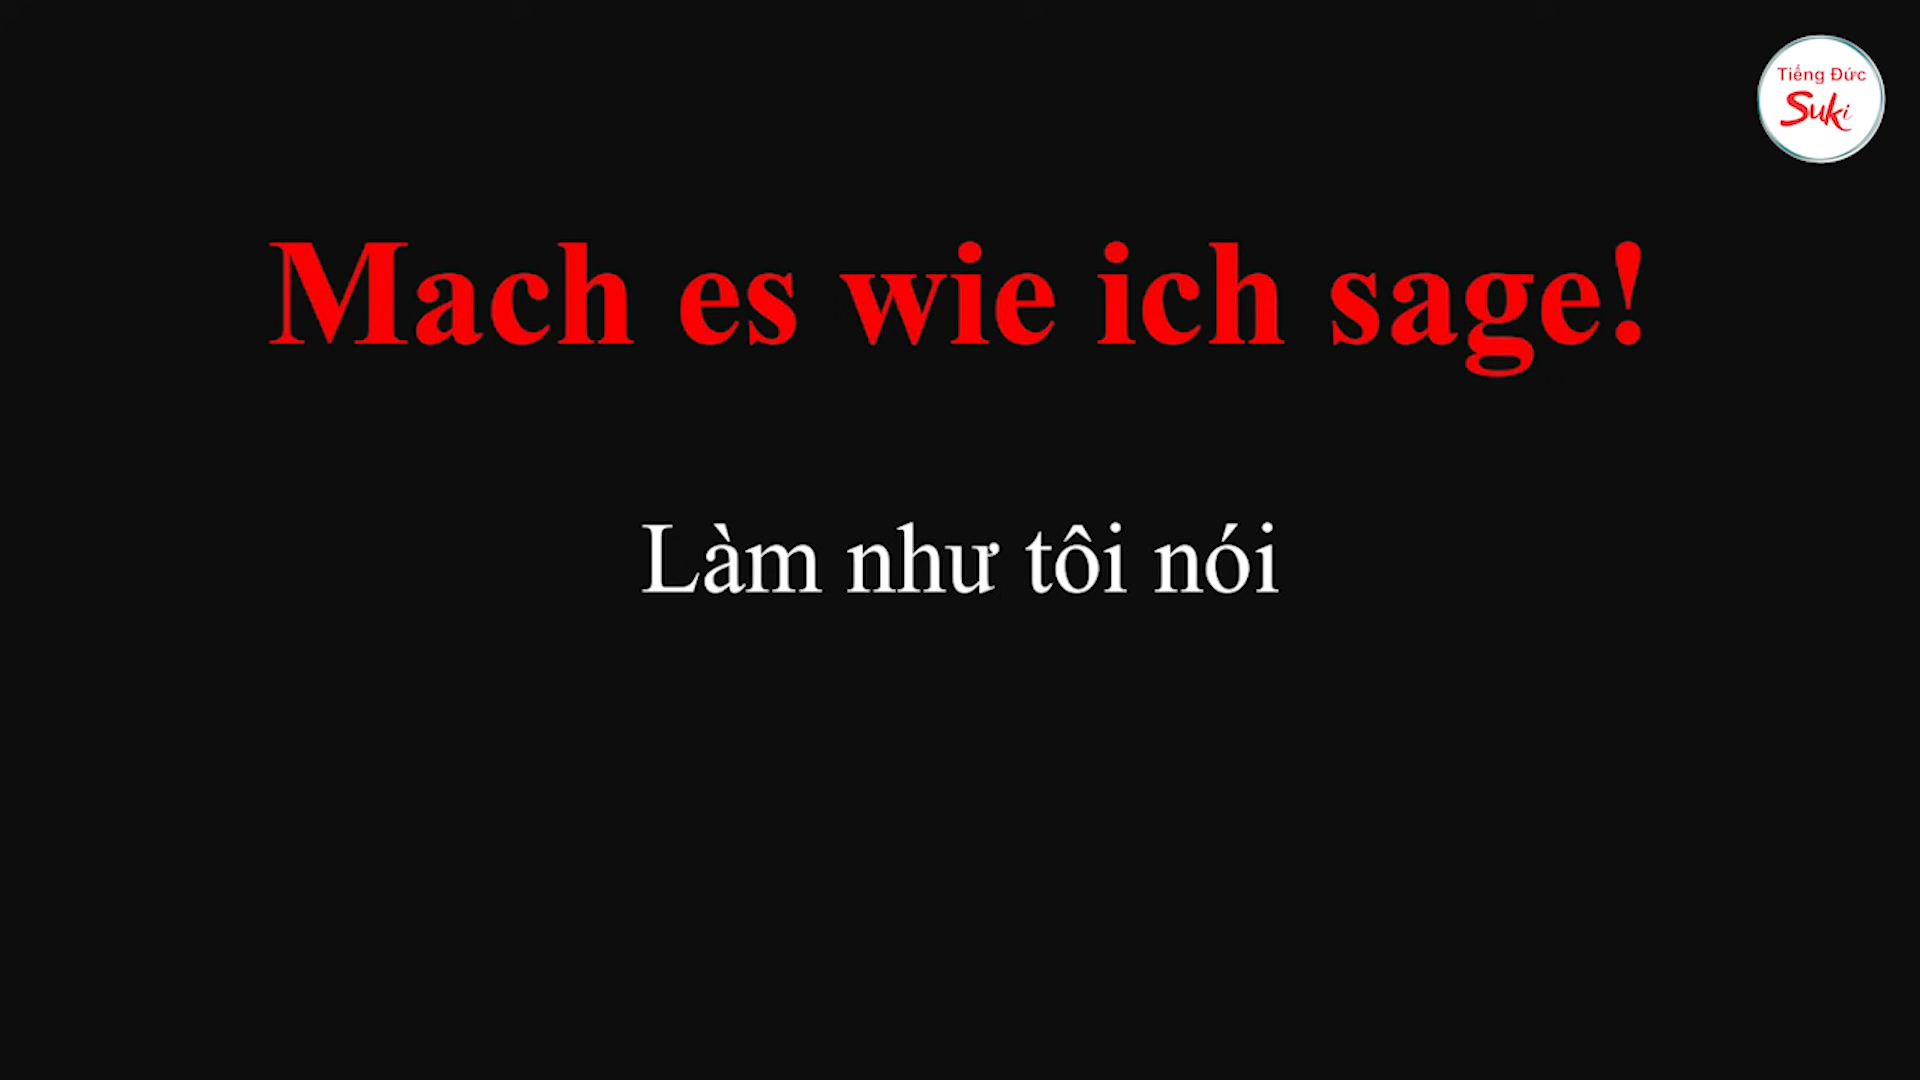 Tiếng Đức
Suki
Mach es wie ich sage!
Làm như tôi nói